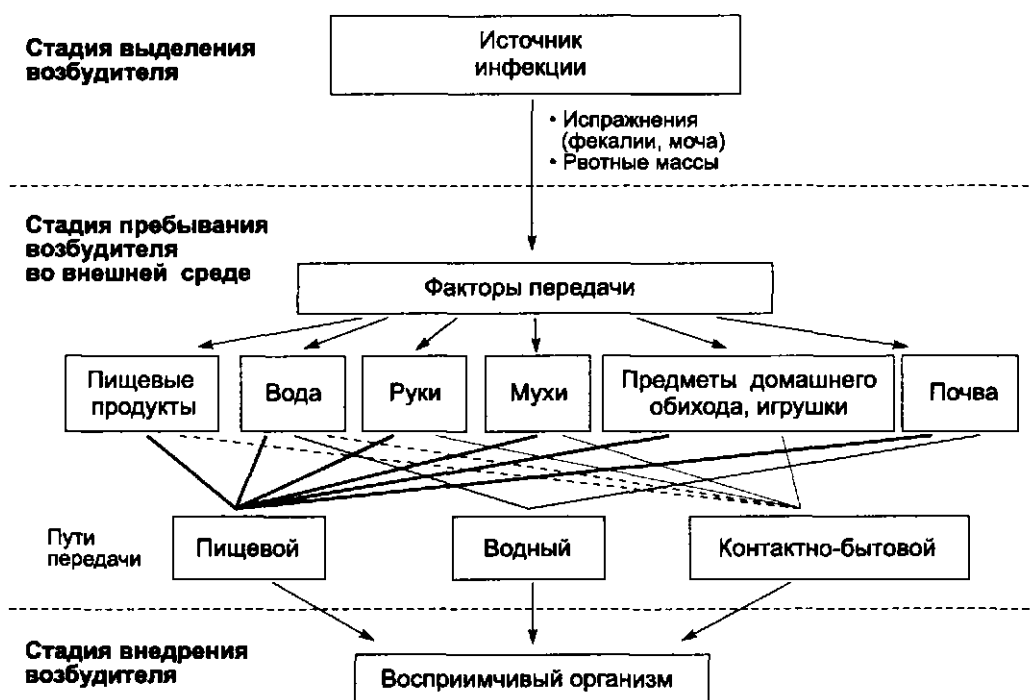 Стадия выделения
возбудителя
Источник
инфекции
• Испражнения
(фекалии, моча)
• Рвотные массы
Стадия пребывания
возбудителя
во внешней среде
Факторы передачи
Пищевые
продукты
Вода
Руки
Мухи
Предметы домашнего
обихода, игрушки
Почва
Пути
передачи
Пищевой
Водный
Контактно-бытовой
Стадия внедрения
возбудителя
Восприимчивый организм